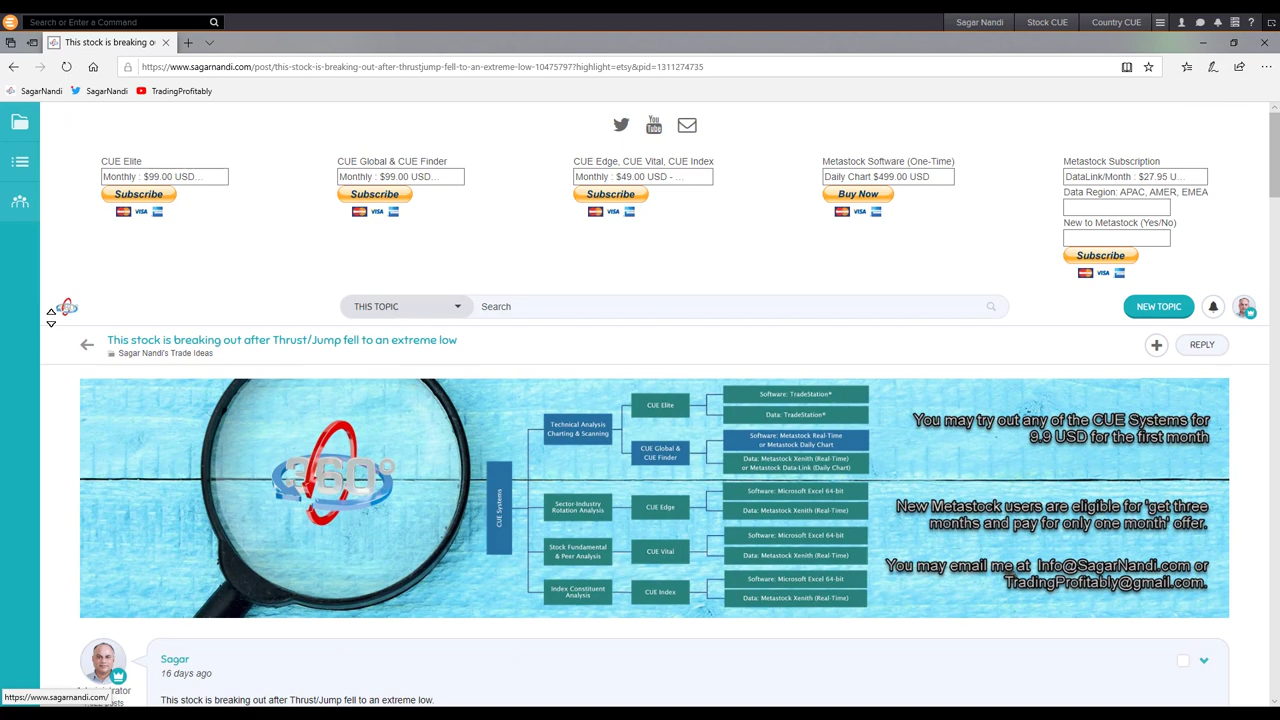 Search or Enter a Command
Sagar Nandi
Stock CUE
Country CUE
This stock is breaking ou
https://www.sagarnandi.com/post/this-stock-is-breaking-out-after-thrustjump-fell-to-an-extreme-low-10475797?highlight=etsy&pid=1311274735
SagarNandi
SagarNandi
TradingProfitably
CUE Elite
Monthly : $99.00 USD...
Subscribe
CUE Global & CUE Finder
Monthly : $99.00 USD...
Subscribe
CUE Edge, CUE Vital, CUE Index
Monthly : $49.00 USD - ...
Subscribe
Metastock Software (One-Time)
Daily Chart $499.00 USD
Buy Now
Metastock Subscription
DataLink/Month : $27.95 U...
Data Region: APAC, AMER, EMEA
New to Metastock (Yes/No)
Subscribe
THIS TOPIC
Search
NEW TOPIC
This stock is breaking out after Thrust/Jump fell to an extreme low
Sagar Nandi's Trade Ideas
REPLY
CUE Systems
Technical Analysis
Charting & Scanning
CUE Elite
Software: TradeStation*
Data: TradeStation*
CUE Global &
CUE Finder
Software: Metastock Real-Time
or Metastock Daily Chart
Data: Metastock Xenith (Real-Time)
or Metastock Data-Link (Daily Chart)
Sector-Industry
Rotation Analysis
CUE Edge
Software: Microsoft Excel 64-bit
Data: Metastock Xenith (Real-Time)
Stock Fundamental
& Peer Analysis
CUE Vital
Software: Microsoft Excel 64-bit
Data: Metastock Xenith (Real-Time)
Index Constituent
Analysis
CUE Index
Software: Microsoft Excel 64-bit
Data: Metastock Xenith (Real-Time)
You may try out any of the CUE Systems for
9.9 USD for the first month
New Metastock users are eligible for 'get three
months and pay for only one month' offer.
You may email me at Info@SagarNandi.com or
TradingProfitably@gmail.com.
Sagar
16 days ago
Administrator
https://www.sagarnandi.com/
This stock is breaking out after Thrust/Jump fell to an extreme low.